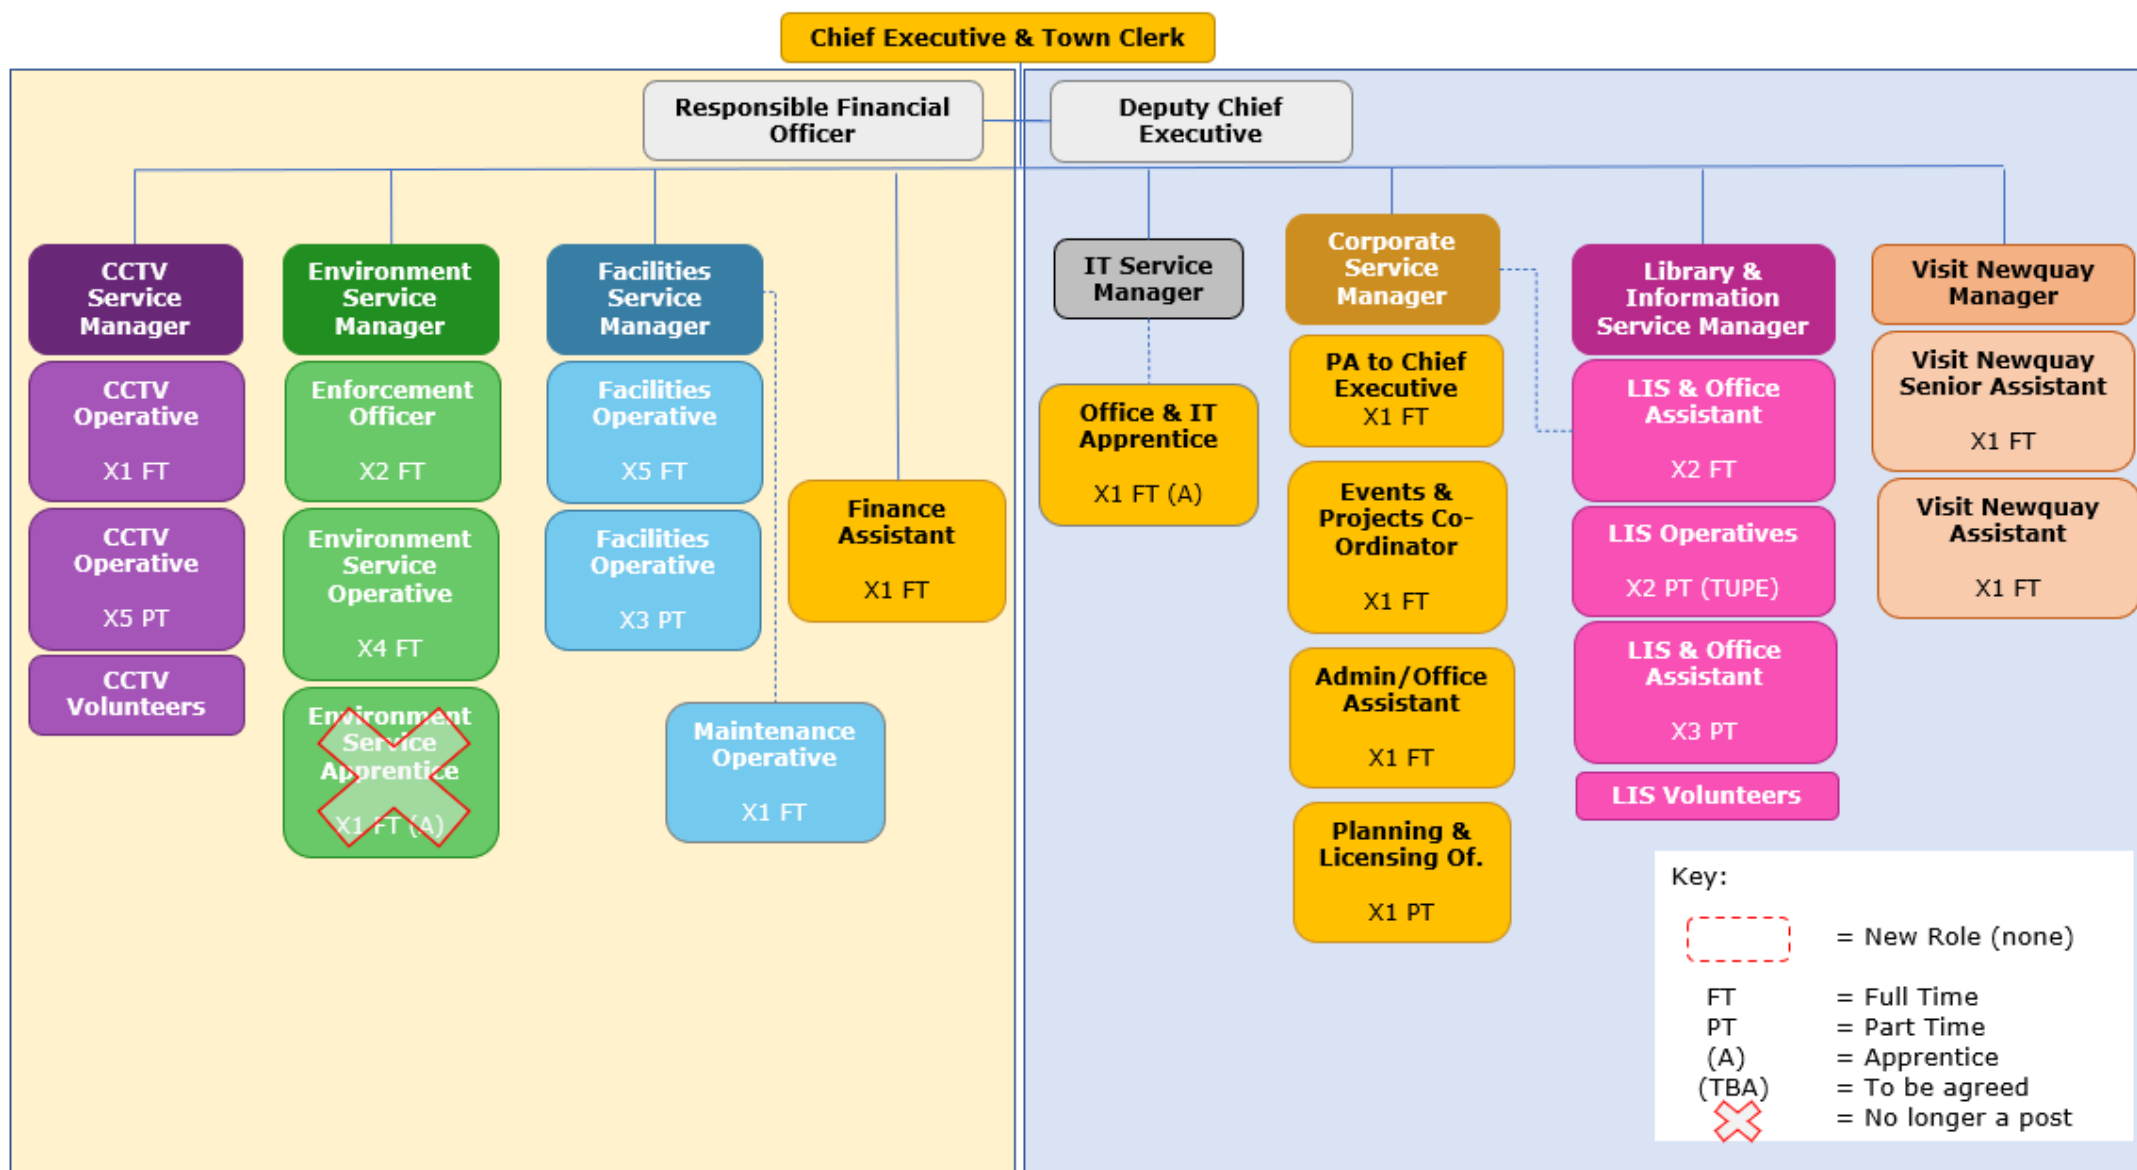 Chief Executive & Town Clerk
Responsible Financial
Officer
Deputy Chief
Executive
CCTV
Service
Manager
CCTV
Operative
X1 FT
CCTV
Operative
X5 PT
CCTV
Volunteers
Environment
Service
Manager
Enforcement
Officer
X2 FT
Environment
Service
Operative
X4 FT
Environment
Service
Apprentice
X1 FT (A)
Facilities
Service
Manager
Facilities
Operative
X5 FT
Facilities
Operative
X3 PT
Maintenance
Operative
X1 FT
Finance
Assistant
X1 FT
IT Service
Manager
Office & IT
Apprentice
X1 FT (A)
Corporate
Service
Manager
PA to Chief
Executive
X1 FT
Events &
Projects Co-
Ordinator
X1 FT
Admin/Office
Assistant
X1 FT
Planning &
Licensing Of.
X1 PT
Library &
Information
Service Manager
LIS & Office
Assistant
X2 FT
LIS Operatives
X2 PT (TUPE)
LIS & Office
Assistant
X3 PT
LIS Volunteers
Visit Newquay
Manager
Visit Newquay
Senior Assistant
X1 FT
Visit Newquay
Assistant
X1 FT
Key:
= New Role (none)
FT = Full Time
PT = Part Time
(A) = Apprentice
(TBA) = To be agreed
= No longer a post